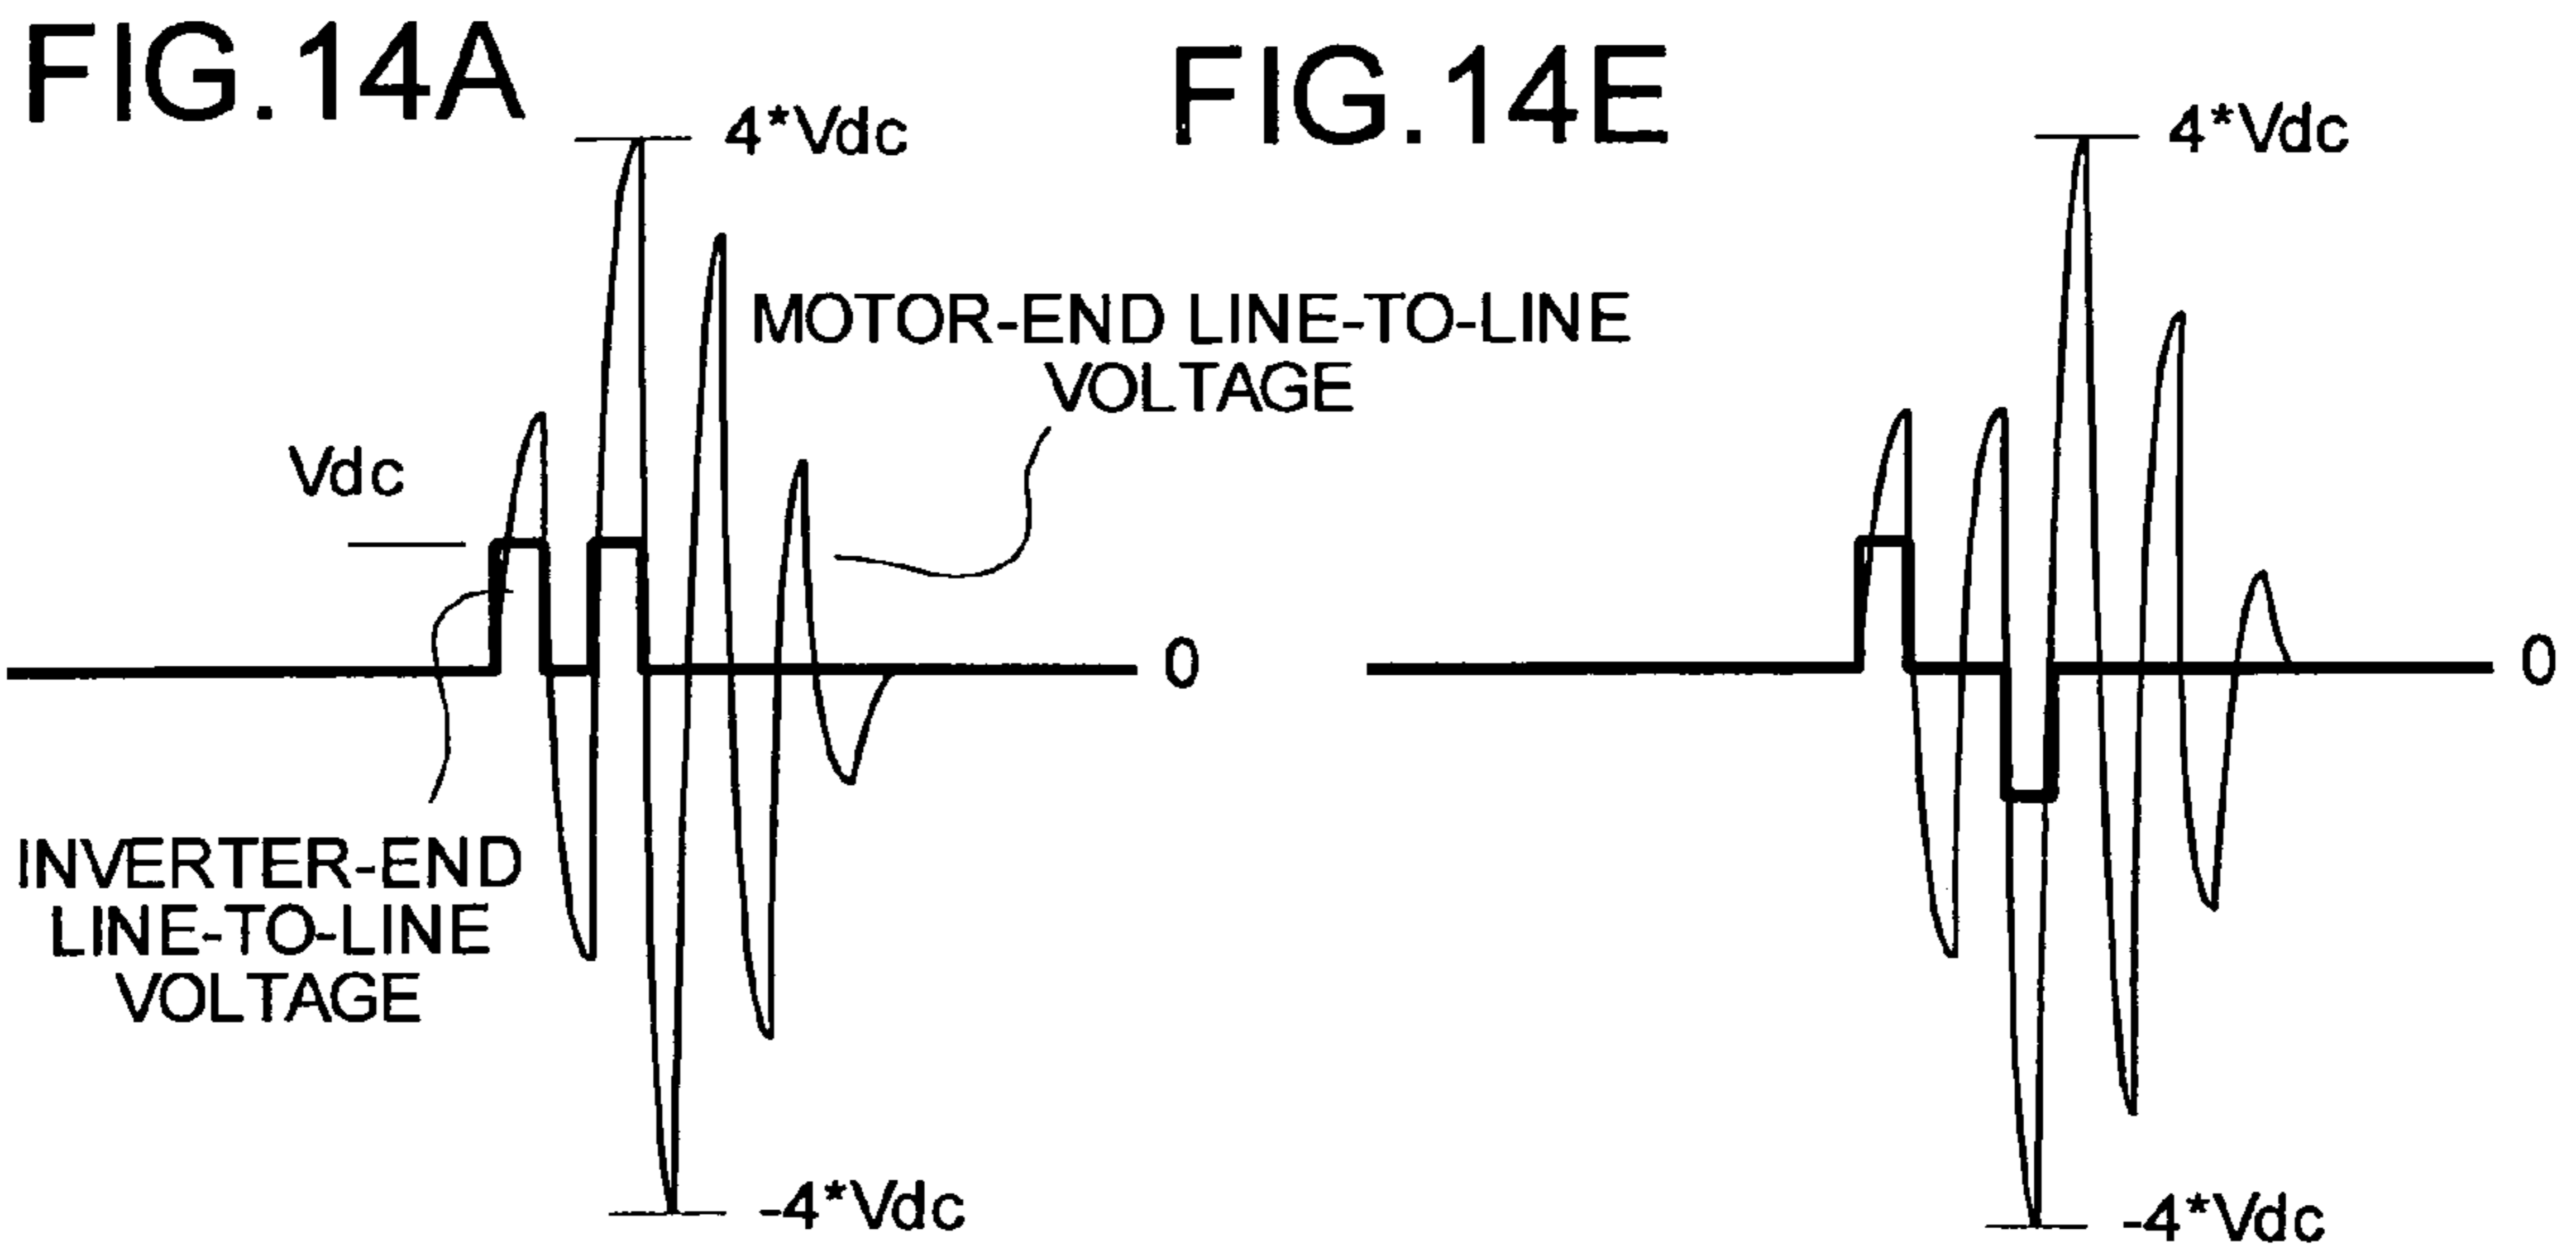 FIG.14A
4*Vdc
Vdc
MOTOR-END LINE-TO-LINE
VOLTAGE
0
INVERTER-END
LINE-TO-LINE
VOLTAGE
-4*Vdc
FIG.14E
4*Vdc
0
-4*Vdc